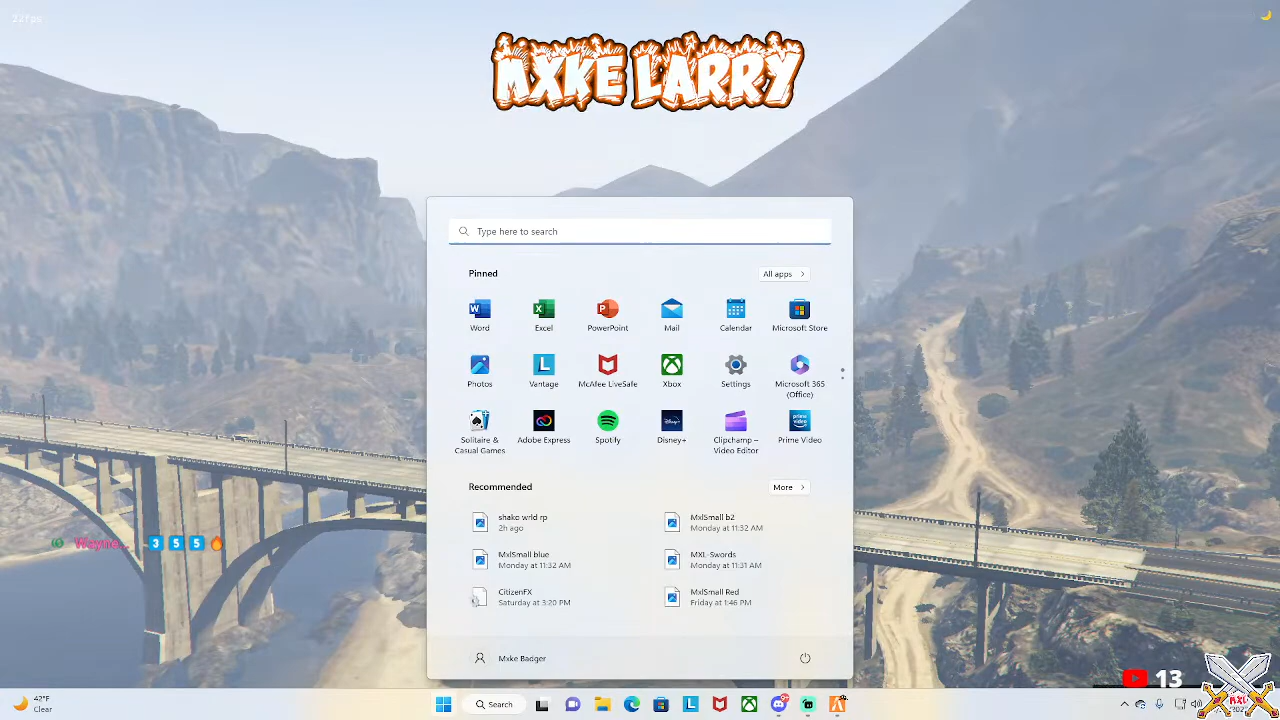 32fps
MXKE LARRY
Type here to search
Pinned
All apps
Word
Excel
PowerPoint
Mail
Calendar
Microsoft Store
Photos
Vantage
McAfee LiveSafe
Xbox
Settings
Microsoft 365
(Office)
Solitaire &
Casual Games
Adobe Express
Spotify
Disney+
Clipchamp –
Video Editor
Prime Video
Recommended
More
shako wrld rp
2h ago
MxlSmall b2
Monday at 11:32 AM
MxlSmall blue
Monday at 11:32 AM
MXL-Swords
Monday at 11:31 AM
CitizenFX
Saturday at 3:20 PM
MxlSmall Red
Friday at 1:46 PM
Wayne... 355
Mxke Badger
13
42°F
Clear
Search